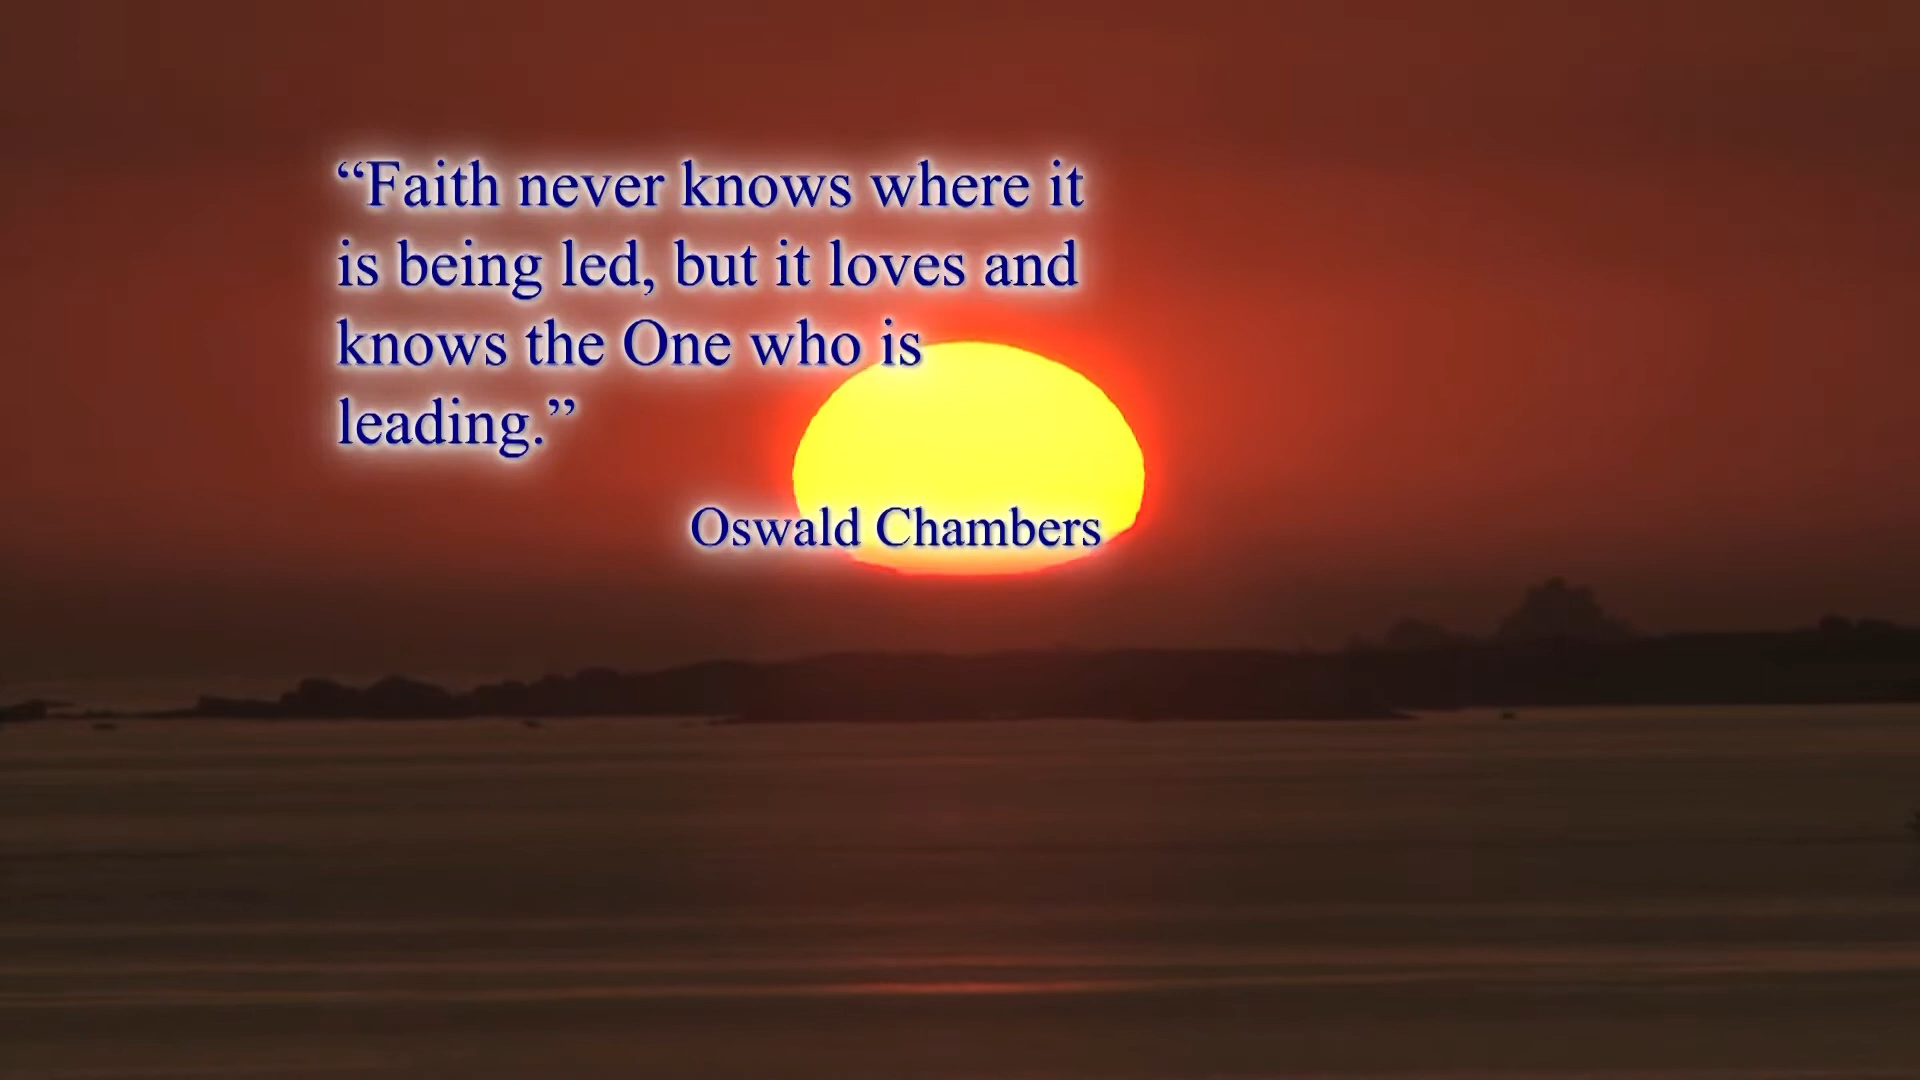 “Faith never knows where it
is being led, but it loves and
knows the One who is
leading.”
Oswald Chambers